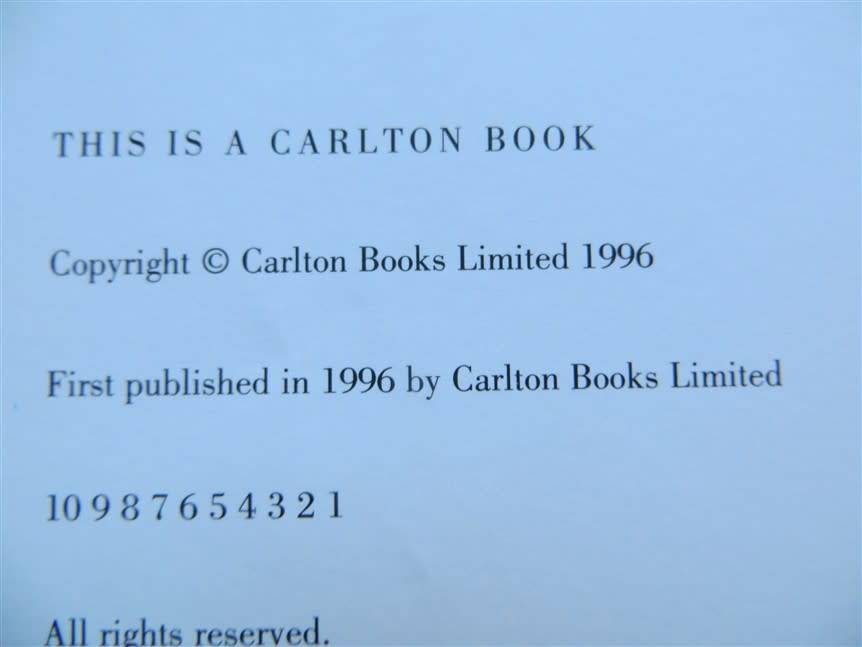 THIS IS A CARLTON BOOK
Copyright © Carlton Books Limited 1996
First published in 1996 by Carlton Books Limited
10 9 8 7 6 5 4 3 2 1
All rights reserved.